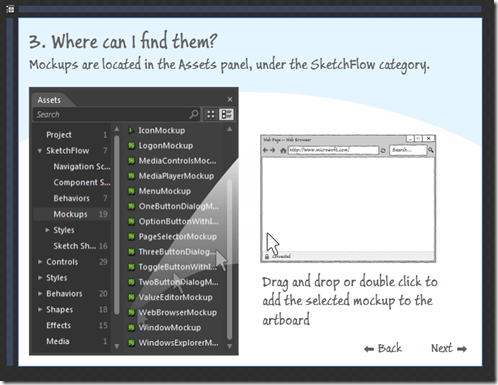 3. Where can I find them?
Mockups are located in the Assets panel, under the SketchFlow category.
Assets
Search
Project 1
SketchFlow 7
Navigation Sc...
Component S...
Behaviors 7
Mockups 19
Styles
Sketch Sh... 16
Controls 29
Styles
Behaviors 20
Shapes 18
Effects 15
Media 1
IconMockup
LogonMockup
MediaControlsMoc...
MediaPlayerMockup
MenuMockup
OneButtonDialogM...
OptionButtonWithI...
PageSelectorMockup
ThreeButtonDialog...
ToggleButtonWithI...
TwoButtonDialogM...
ValueEditorMockup
WebBrowserMockup
WindowMockup
WindowsExplorerM...
Web Page -- Web Browser
http://www.microsoft.com/
Search...
Connected
Drag and drop or double click to
add the selected mockup to the
artboard
Back Next